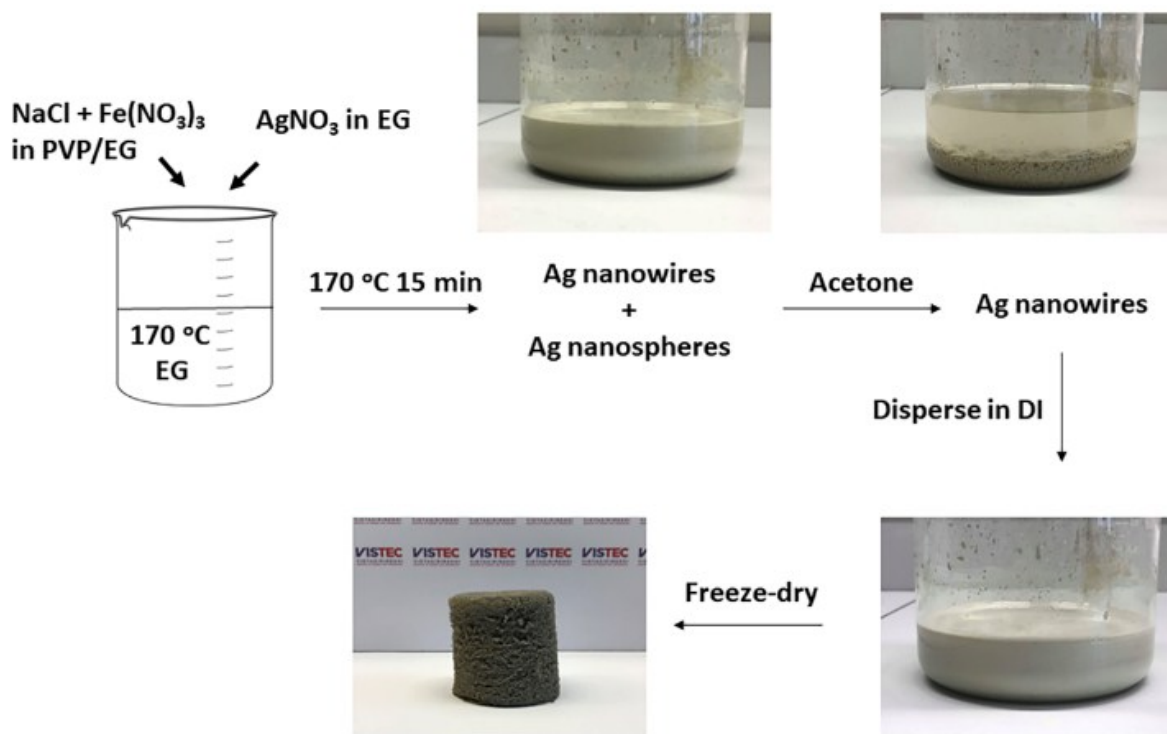 NaCl + Fe(NO₃)₃
in PVP/EG
AgNO₃ in EG
170 °C
EG
170 °C 15 min
Ag nanowires
+
Ag nanospheres
Acetone
Ag nanowires
Disperse in DI
Freeze-dry
VISTEC VISTEC VISTEC VISTEC VISTEC